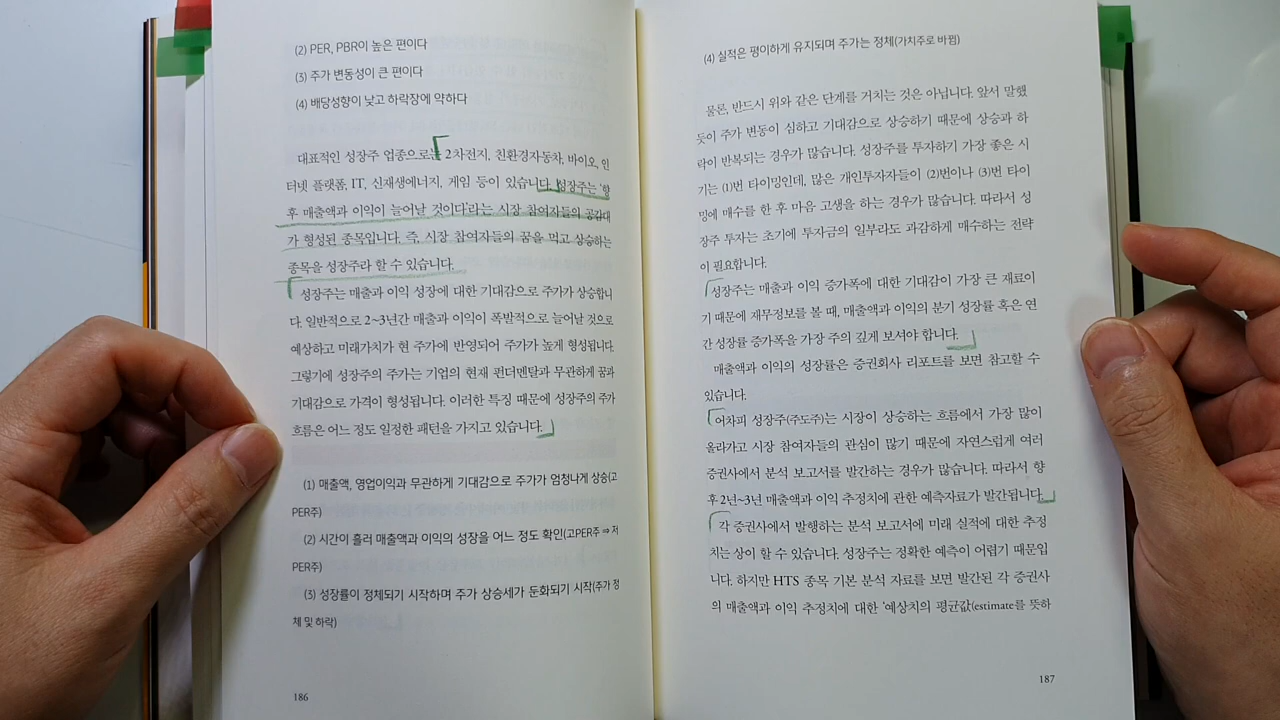 (2) PER, PBR이 높은 편이다
(3) 주가 변동성이 큰 편이다
(4) 배당성향이 낮고 하락장에 약하다
대표적인 성장주 업종으로는 2차전지, 친환경자동차, 바이오, 인
터넷 플랫폼, IT, 신재생에너지, 게임 등이 있습니다. 성장주는 '향
후 매출액과 이익이 늘어날 것이다'라는 시장 참여자들의 공감대
가 형성된 종목입니다. 즉, 시장 참여자들의 꿈을 먹고 상승하는
종목을 성장주라 할 수 있습니다.
성장주는 매출과 이익 성장에 대한 기대감으로 주가가 상승합니
다. 일반적으로 2~3년간 매출과 이익이 폭발적으로 늘어날 것으로
예상하고 미래가치가 현 주가에 반영되어 주가가 높게 형성됩니다.
그렇기에 성장주의 주가는 기업의 현재 펀더멘탈과 무관하게 꿈과
기대감으로 가격이 형성됩니다. 이러한 특징 때문에 성장주의 주가
흐름은 어느 정도 일정한 패턴을 가지고 있습니다.
(1) 매출액, 영업이익과 무관하게 기대감으로 주가가 엄청나게 상승(고
PER주)
(2) 시간이 흘러 매출액과 이익의 성장을 어느 정도 확인(고PER주 ⇒ 저
PER주)
(3) 성장률이 정체되기 시작하며 주가 상승세가 둔화되기 시작(주가 정
체 및 하락)
186
(4) 실적은 평이하게 유지되며 주가는 정체(가치주로 바뀜)
물론, 반드시 위와 같은 단계를 거치는 것은 아닙니다. 앞서 말했
듯이 주가 변동이 심하고 기대감으로 상승하기 때문에 상승과 하
락이 반복되는 경우가 많습니다. 성장주를 투자하기 가장 좋은 시
기는 (1)번 타이밍인데, 많은 개인투자자들이 (2)번이나 (3)번 타이
밍에 매수를 한 후 마음 고생을 하는 경우가 많습니다. 따라서 성
장주 투자는 초기에 투자금의 일부라도 과감하게 매수하는 전략
이 필요합니다.
성장주는 매출과 이익 증가폭에 대한 기대감이 가장 큰 재료이
기 때문에 재무정보를 볼 때, 매출액과 이익의 분기 성장률 혹은 연
간 성장률 증가폭을 가장 주의 깊게 보셔야 합니다.
매출액과 이익의 성장률은 증권회사 리포트를 보면 참고할 수
있습니다.
어차피 성장주(주도주)는 시장이 상승하는 흐름에서 가장 많이
올라가고 시장 참여자들의 관심이 많기 때문에 자연스럽게 여러
증권사에서 분석 보고서를 발간하는 경우가 많습니다. 따라서 향
후 2년~3년 매출액과 이익 추정치에 관한 예측자료가 발간됩니다.
각 증권사에서 발행하는 분석 보고서에 미래 실적에 대한 추정
치는 상이 할 수 있습니다. 성장주는 정확한 예측이 어렵기 때문입
니다. 하지만 HTS 종목 기본 분석 자료를 보면 발간된 각 증권사
의 매출액과 이익 추정치에 대한 '예상치의 평균값(estimate를 뜻하
187